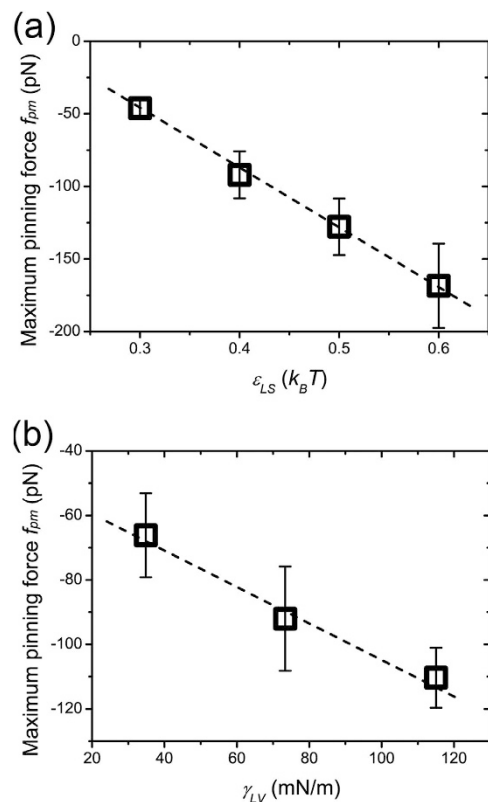 (a)
Maximum pinning force fpm (pN)
0
-50
-100
-150
-200
0.3 0.4 0.5 0.6
εLS (kBT)
(b)
Maximum pinning force fpm (pN)
-40
-60
-80
-100
-120
20 40 60 80 100 120
γLV (mN/m)